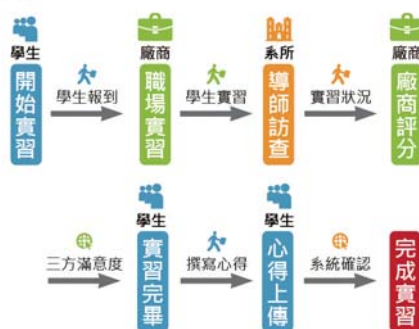 學生
開始實習
學生報到
廠商
職場實習
學生實習
系所
導師訪查
實習狀況
廠商
廠商評分
三方滿意度
學生
實習完畢
撰寫心得
學生
心得上傳
系統確認
完成實習